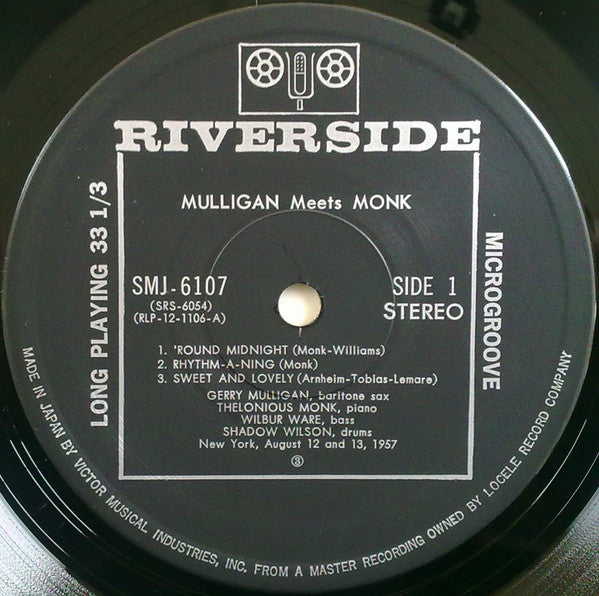 RIVERSIDE
MULLIGAN Meets MONK
LONG PLAYING 33 1/3
MICROGROOVE
SMJ-6107
(SRS-6054)
(RLP-12-1106-A)
SIDE 1
STEREO
1. 'ROUND MIDNIGHT (Monk-Williams)
2. RHYTHM-A-NING (Monk)
3. SWEET AND LOVELY (Arnheim-Tobias-Lemare)
GERRY MULLIGAN, baritone sax
THELONIOUS MONK, piano
WILBUR WARE, bass
SHADOW WILSON, drums
New York, August 12 and 13, 1957
③
MADE IN JAPAN BY VICTOR MUSICAL INDUSTRIES, INC. FROM A MASTER RECORDING OWNED BY LOCELE RECORD COMPANY